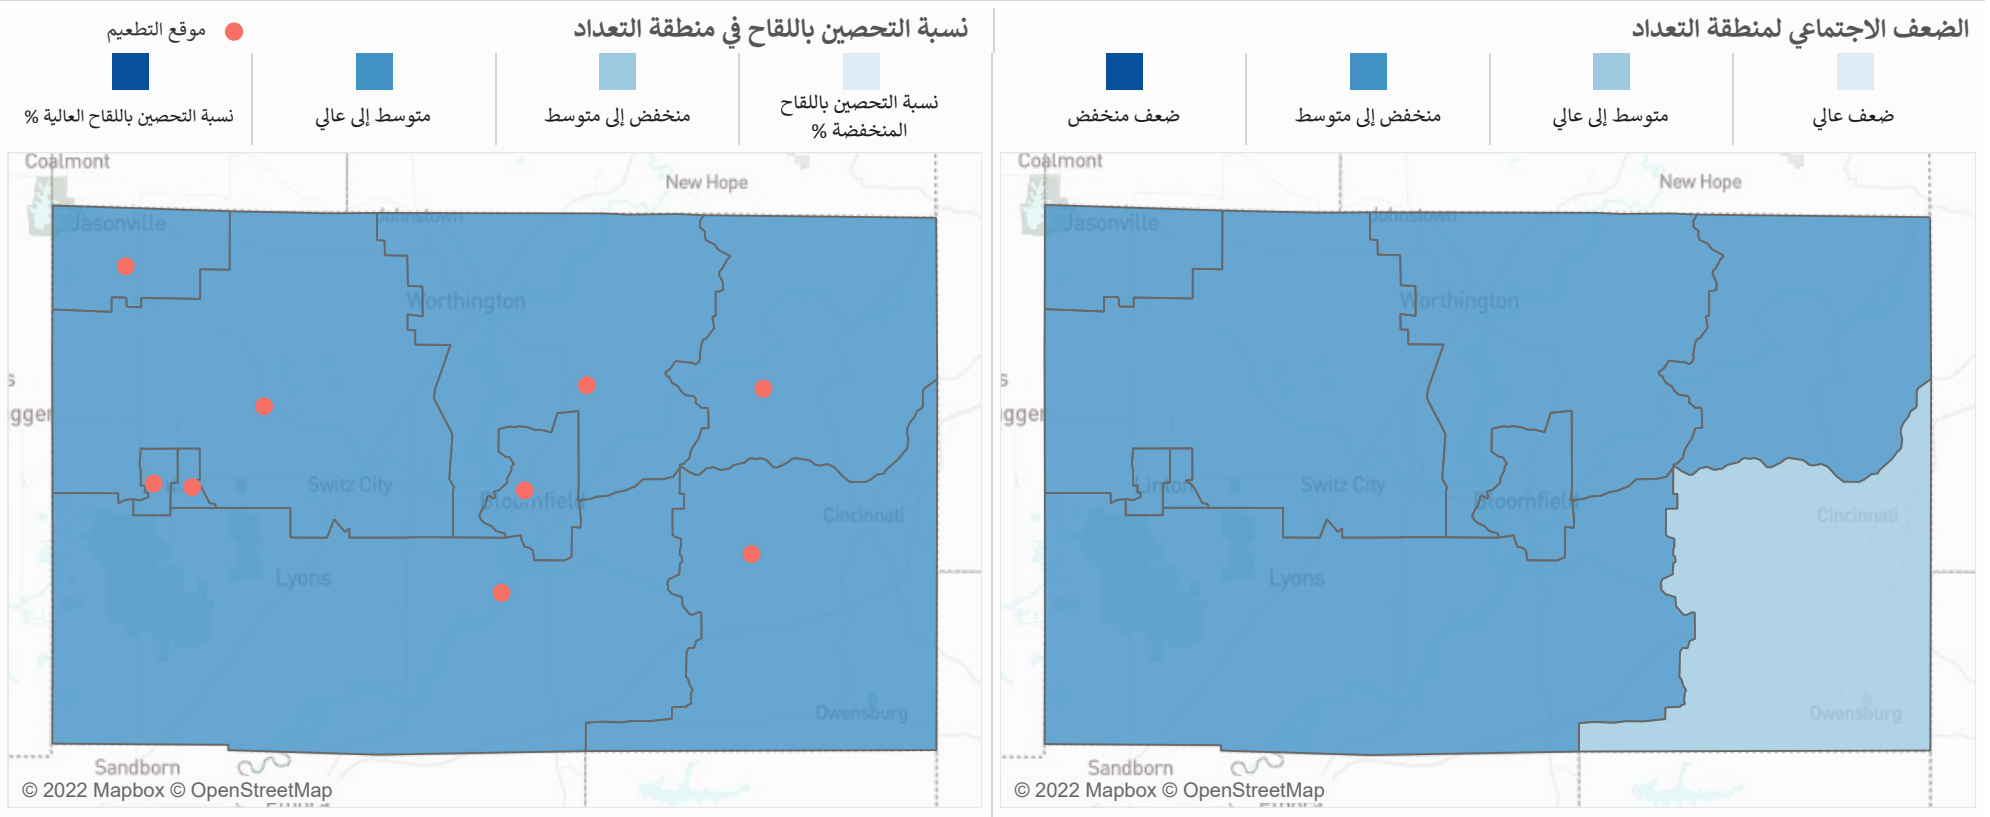 الضعف الاجتماعي لمنطقة التعداد
ضعف عالي
متوسط إلى عالي
منخفض إلى متوسط
ضعف منخفض
Coalmont
New Hope
Jasonville
Johnstown
Worthington
Linton
Switz City
Bloomfield
Cincinnati
Lyons
Owensburg
Sandborn
© 2022 Mapbox © OpenStreetMap
نسبة التحصين باللقاح في منطقة التعداد
موقع التطعيم
نسبة التحصين باللقاح
المنخفضة %
منخفض إلى متوسط
متوسط إلى عالي
نسبة التحصين باللقاح العالية %
Coalmont
New Hope
Jasonville
Johnstown
Worthington
Switz City
Bloomfield
Cincinnati
Lyons
Owensburg
Sandborn
© 2022 Mapbox © OpenStreetMap